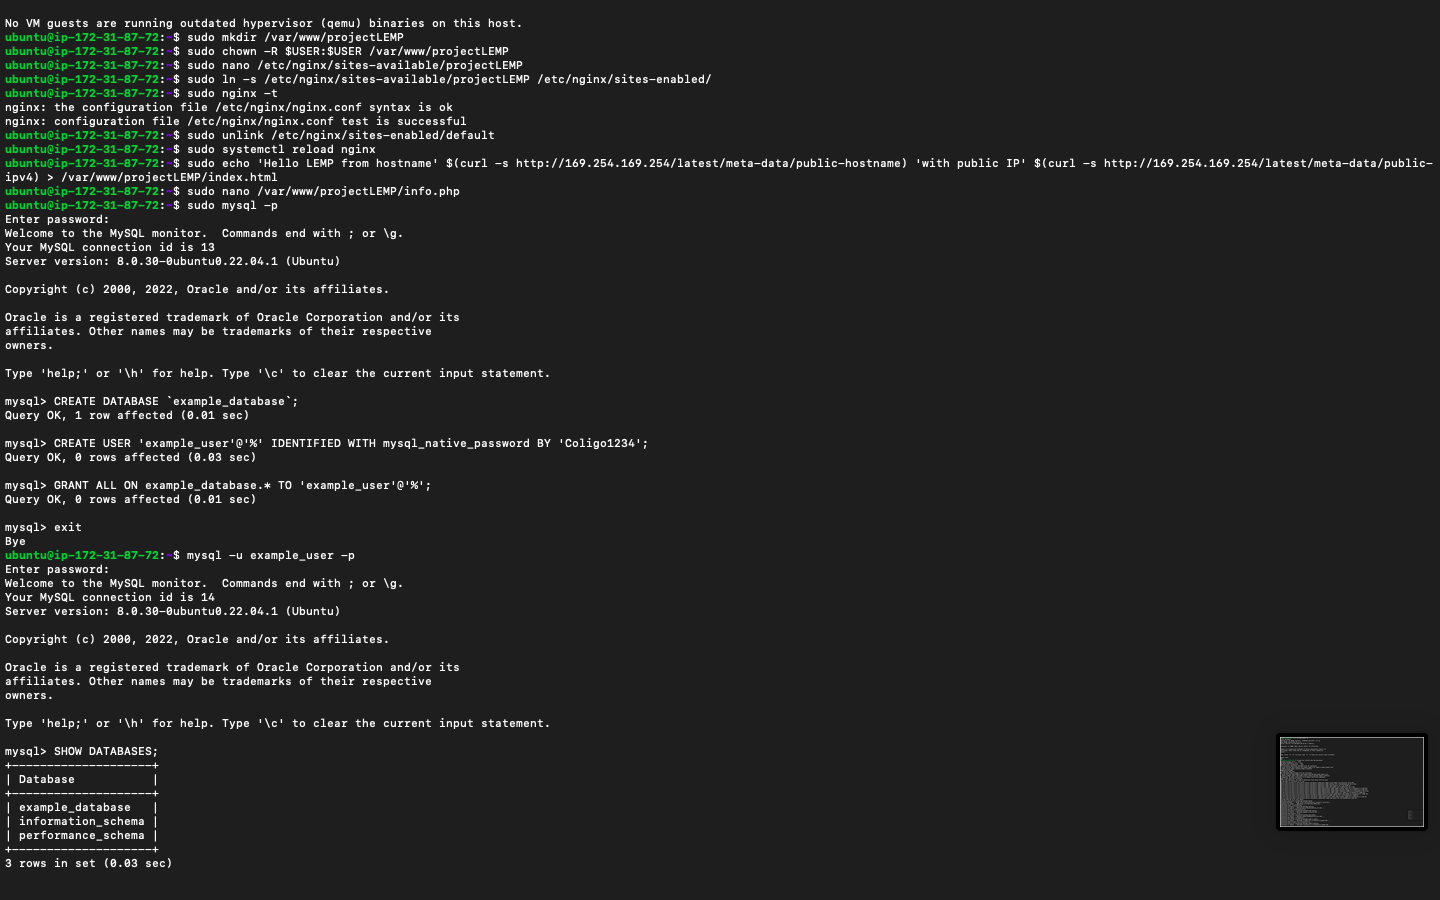 No VM guests are running outdated hypervisor (qemu) binaries on this host.
ubuntu@ip-172-31-87-72:~$ sudo mkdir /var/www/projectLEMP
ubuntu@ip-172-31-87-72:~$ sudo chown -R $USER:$USER /var/www/projectLEMP
ubuntu@ip-172-31-87-72:~$ sudo nano /etc/nginx/sites-available/projectLEMP
ubuntu@ip-172-31-87-72:~$ sudo ln -s /etc/nginx/sites-available/projectLEMP /etc/nginx/sites-enabled/
ubuntu@ip-172-31-87-72:~$ sudo nginx -t
nginx: the configuration file /etc/nginx/nginx.conf syntax is ok
nginx: configuration file /etc/nginx/nginx.conf test is successful
ubuntu@ip-172-31-87-72:~$ sudo unlink /etc/nginx/sites-enabled/default
ubuntu@ip-172-31-87-72:~$ sudo systemctl reload nginx
ubuntu@ip-172-31-87-72:~$ sudo echo 'Hello LEMP from hostname' $(curl -s http://169.254.169.254/latest/meta-data/public-hostname) 'with public IP' $(curl -s http://169.254.169.254/latest/meta-data/public-
ipv4) > /var/www/projectLEMP/index.html
ubuntu@ip-172-31-87-72:~$ sudo nano /var/www/projectLEMP/info.php
ubuntu@ip-172-31-87-72:~$ sudo mysql -p
Enter password:
Welcome to the MySQL monitor.  Commands end with ; or \g.
Your MySQL connection id is 13
Server version: 8.0.30-0ubuntu0.22.04.1 (Ubuntu)

Copyright (c) 2000, 2022, Oracle and/or its affiliates.

Oracle is a registered trademark of Oracle Corporation and/or its
affiliates. Other names may be trademarks of their respective
owners.

Type 'help;' or '\h' for help. Type '\c' to clear the current input statement.

mysql> CREATE DATABASE `example_database`;
Query OK, 1 row affected (0.01 sec)

mysql> CREATE USER 'example_user'@'%' IDENTIFIED WITH mysql_native_password BY 'Coligo1234';
Query OK, 0 rows affected (0.03 sec)

mysql> GRANT ALL ON example_database.* TO 'example_user'@'%';
Query OK, 0 rows affected (0.01 sec)

mysql> exit
Bye
ubuntu@ip-172-31-87-72:~$ mysql -u example_user -p
Enter password:
Welcome to the MySQL monitor.  Commands end with ; or \g.
Your MySQL connection id is 14
Server version: 8.0.30-0ubuntu0.22.04.1 (Ubuntu)

Copyright (c) 2000, 2022, Oracle and/or its affiliates.

Oracle is a registered trademark of Oracle Corporation and/or its
affiliates. Other names may be trademarks of their respective
owners.

Type 'help;' or '\h' for help. Type '\c' to clear the current input statement.

mysql> SHOW DATABASES;
+--------------------+
| Database           |
+--------------------+
| example_database   |
| information_schema |
| performance_schema |
+--------------------+
3 rows in set (0.03 sec)